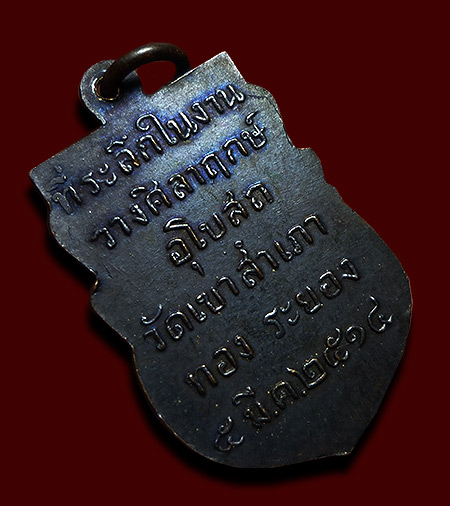 ที่ระลึกในงาน
วางศิลาฤกษ์
อุโบสถ
วัดเขาสำเภา
ทอง ระยอง
๕ มี.ค.๒๕๑๔